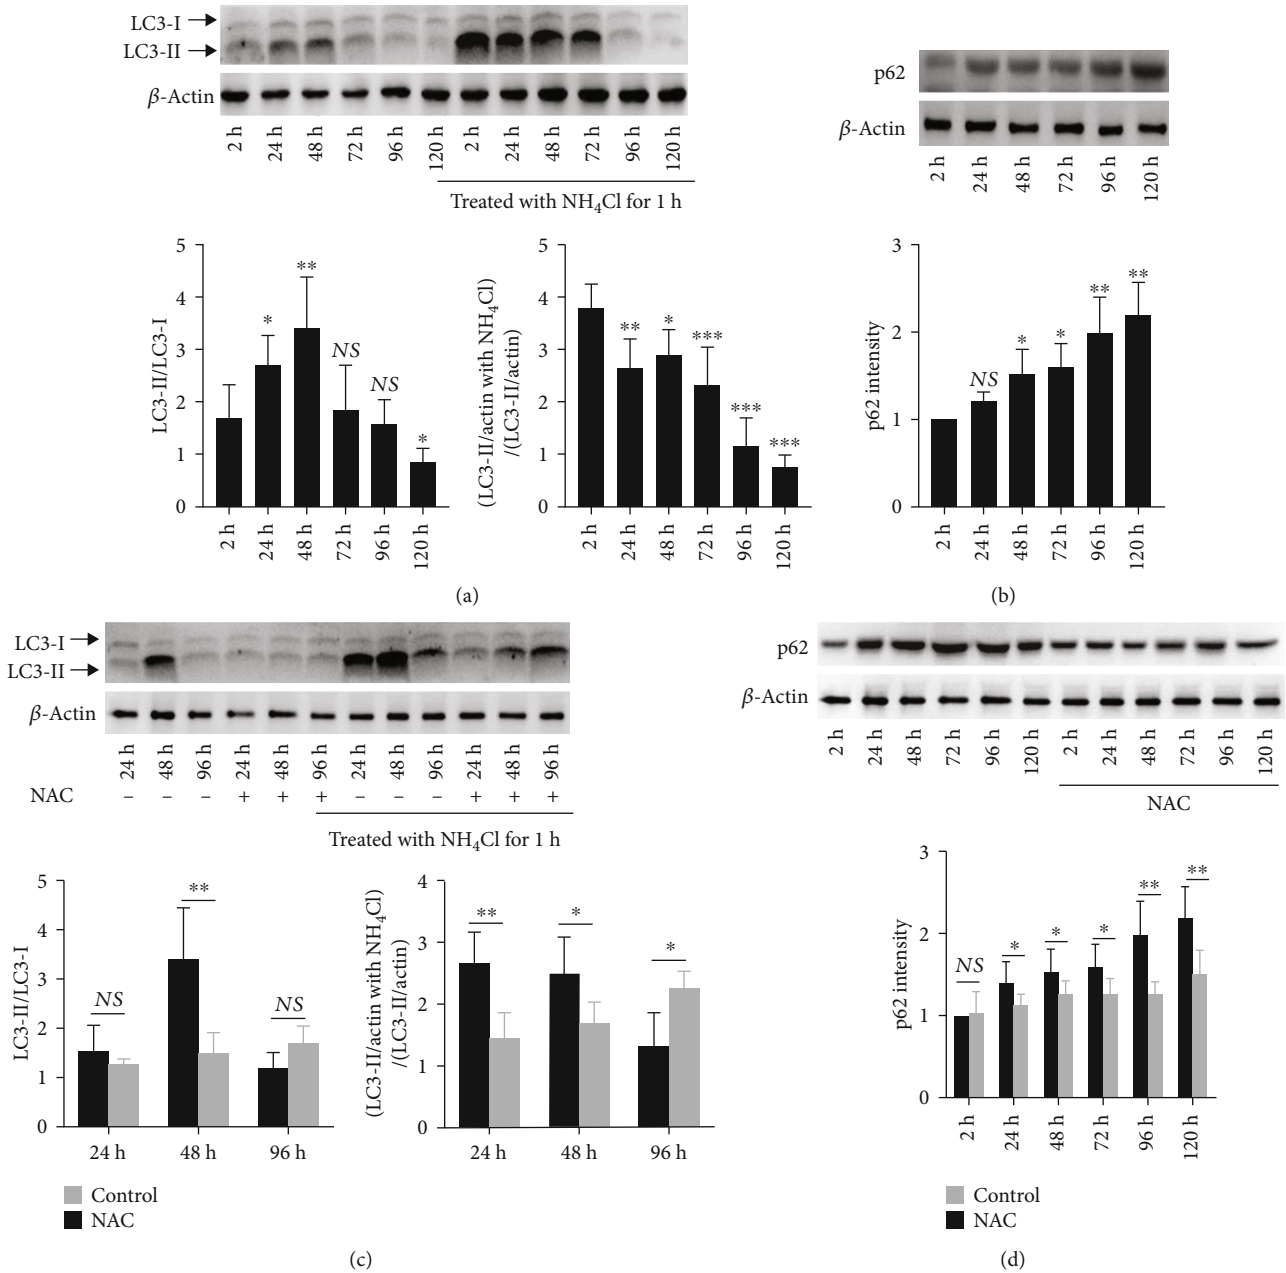 LC3-I
LC3-II
β-Actin
2 h 24 h 48 h 72 h 96 h 120 h 2 h 24 h 48 h 72 h 96 h 120 h
Treated with NH₄Cl for 1 h
p62
β-Actin
2 h 24 h 48 h 72 h 96 h 120 h
LC3-II/LC3-I
5
4
3
2
1
0
* ** NS NS *
2 h 24 h 48 h 72 h 96 h 120 h
(LC3-II/actin with NH₄Cl)
/(LC3-II/actin)
5
4
3
2
1
0
** * *** *** ***
2 h 24 h 48 h 72 h 96 h 120 h
(a)
p62 intensity
3
2
1
0
NS * * ** **
2 h 24 h 48 h 72 h 96 h 120 h
(b)
LC3-I
LC3-II
β-Actin
24 h 48 h 96 h 24 h 48 h 96 h 24 h 48 h 96 h 24 h 48 h 96 h
NAC – – – + + + – – – + + +
Treated with NH₄Cl for 1 h
LC3-II/LC3-I
5
4
3
2
1
0
NS ** NS
24 h 48 h 96 h
Control
NAC
(LC3-II/actin with NH₄Cl)
/(LC3-II/actin)
4
3
2
1
0
** * *
24 h 48 h 96 h
(c)
p62
β-Actin
2 h 24 h 48 h 72 h 96 h 120 h 2 h 24 h 48 h 72 h 96 h 120 h
NAC
p62 intensity
3
2
1
0
NS * * * ** **
2 h 24 h 48 h 72 h 96 h 120 h
Control
NAC
(d)